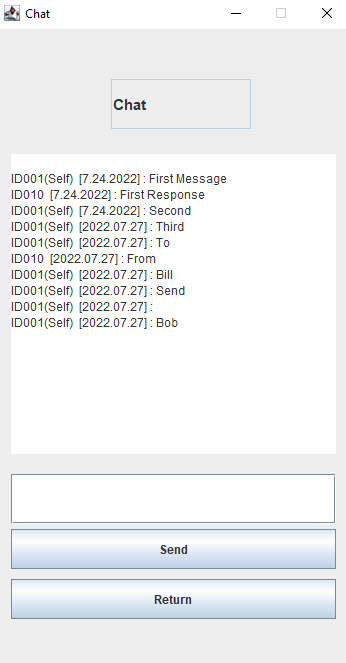 Chat
Chat
ID001(Self) [7.24.2022] : First Message
ID010 [7.24.2022] : First Response
ID001(Self) [7.24.2022] : Second
ID001(Self) [2022.07.27] : Third
ID001(Self) [2022.07.27] : To
ID010 [2022.07.27] : From
ID001(Self) [2022.07.27] : Bill
ID001(Self) [2022.07.27] : Send
ID001(Self) [2022.07.27] :
ID001(Self) [2022.07.27] : Bob
Send
Return